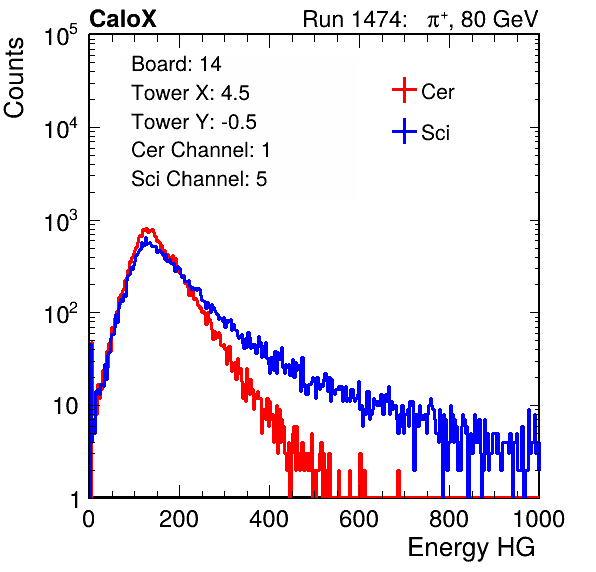 CaloX Run 1474: π⁺, 80 GeV
Counts
Board: 14
Tower X: 4.5
Tower Y: -0.5
Cer Channel: 1
Sci Channel: 5
Cer
Sci
10⁵
10⁴
10³
10²
10
1
0 200 400 600 800 1000
Energy HG